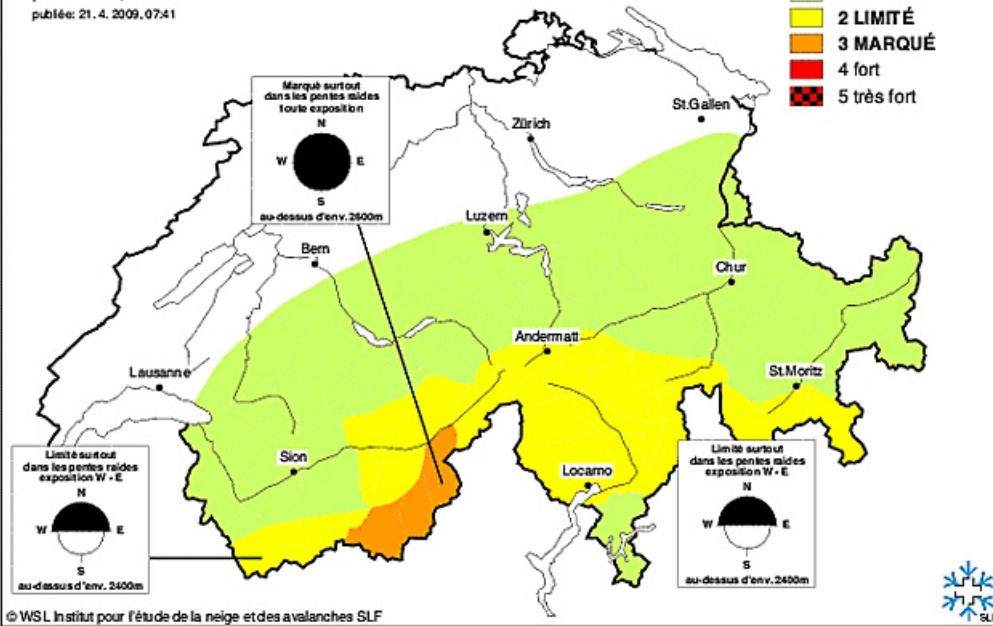 publiée: 21. 4. 2009, 07:41
2 LIMITÉ
3 MARQUÉ
4 fort
5 très fort
Marqué surtout
dans les pentes raides
toute exposition
N
W
E
S
au-dessus d'env. 2600m
St.Gallen
Zürich
Luzern
Bern
Chur
Andermatt
St.Moritz
Lausanne
Sion
Locarno
Limité surtout
dans les pentes raides
exposition W - E
N
W
E
S
au-dessus d'env. 2400m
Limité surtout
dans les pentes raides
exposition W - E
N
W
E
S
au-dessus d'env. 2400m
© WSL Institut pour l'étude de la neige et des avalanches SLF
SLF